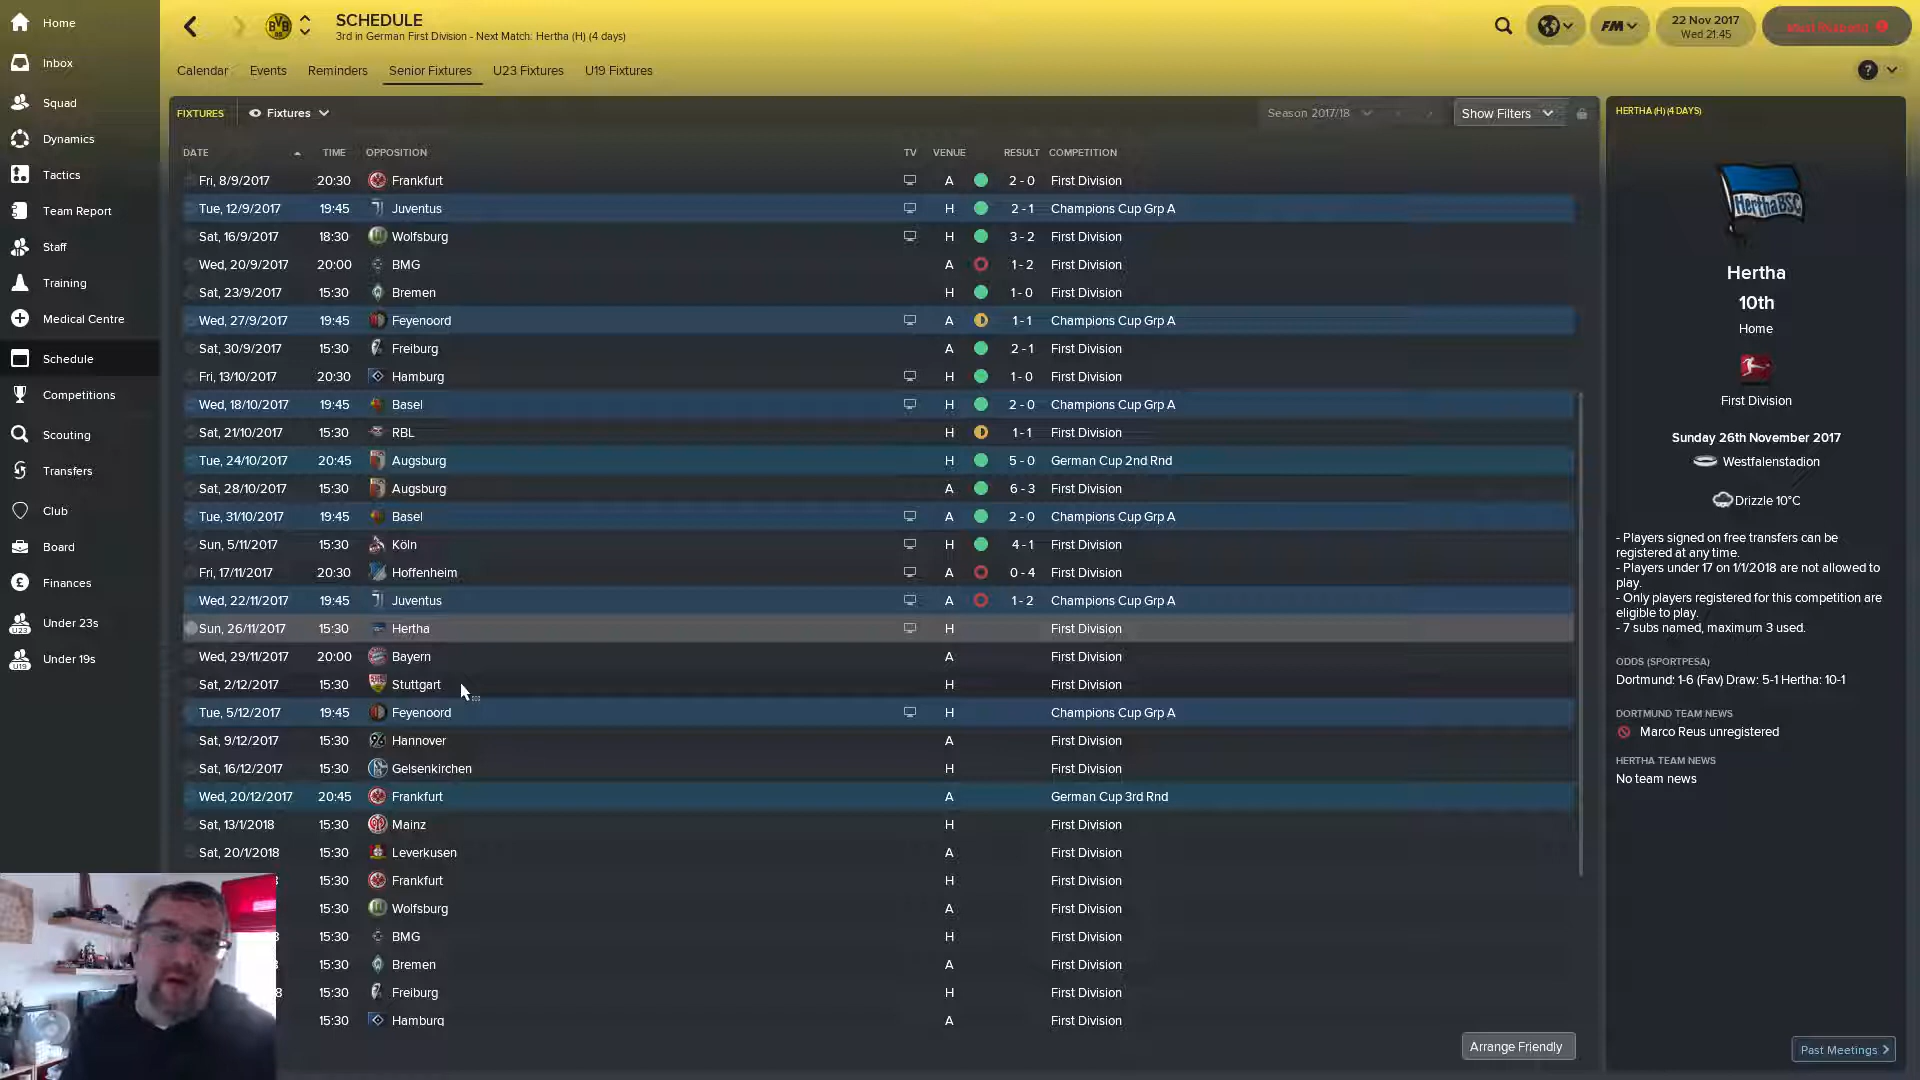 Home
Inbox
Squad
Dynamics
Tactics
Team Report
Staff
Training
Medical Centre
Schedule
Competitions
Scouting
Transfers
Club
Board
Finances
Under 23s
Under 19s
SCHEDULE
3rd in German First Division - Next Match: Hertha (H) (4 days)
FM
22 Nov 2017
Wed 21:45
Must Respond
Calendar Events Reminders Senior Fixtures U23 Fixtures U19 Fixtures
FIXTURES Fixtures Season 2017/18 Show Filters
DATE TIME OPPOSITION TV VENUE RESULT COMPETITION
Fri, 8/9/2017 20:30 Frankfurt A 2 - 0 First Division
Tue, 12/9/2017 19:45 Juventus H 2 - 1 Champions Cup Grp A
Sat, 16/9/2017 18:30 Wolfsburg H 3 - 2 First Division
Wed, 20/9/2017 20:00 BMG A 1 - 2 First Division
Sat, 23/9/2017 15:30 Bremen H 1 - 0 First Division
Wed, 27/9/2017 19:45 Feyenoord A 1 - 1 Champions Cup Grp A
Sat, 30/9/2017 15:30 Freiburg A 2 - 1 First Division
Fri, 13/10/2017 20:30 Hamburg H 1 - 0 First Division
Wed, 18/10/2017 19:45 Basel H 2 - 0 Champions Cup Grp A
Sat, 21/10/2017 15:30 RBL H 1 - 1 First Division
Tue, 24/10/2017 20:45 Augsburg H 5 - 0 German Cup 2nd Rnd
Sat, 28/10/2017 15:30 Augsburg A 6 - 3 First Division
Tue, 31/10/2017 19:45 Basel A 2 - 0 Champions Cup Grp A
Sun, 5/11/2017 15:30 Köln H 4 - 1 First Division
Fri, 17/11/2017 20:30 Hoffenheim A 0 - 4 First Division
Wed, 22/11/2017 19:45 Juventus A 1 - 2 Champions Cup Grp A
Sun, 26/11/2017 15:30 Hertha H First Division
Wed, 29/11/2017 20:00 Bayern A First Division
Sat, 2/12/2017 15:30 Stuttgart H First Division
Tue, 5/12/2017 19:45 Feyenoord H Champions Cup Grp A
Sat, 9/12/2017 15:30 Hannover A First Division
Sat, 16/12/2017 15:30 Gelsenkirchen H First Division
Wed, 20/12/2017 20:45 Frankfurt A German Cup 3rd Rnd
Sat, 13/1/2018 15:30 Mainz H First Division
Sat, 20/1/2018 15:30 Leverkusen A First Division
15:30 Frankfurt H First Division
15:30 Wolfsburg A First Division
15:30 BMG H First Division
15:30 Bremen A First Division
15:30 Freiburg H First Division
15:30 Hamburg A First Division
Arrange Friendly
HERTHA (H) (4 DAYS)
Hertha BSC
Hertha
10th
Home
First Division
Sunday 26th November 2017
Westfalenstadion
Drizzle 10°C
- Players signed on free transfers can be
registered at any time.
- Players under 17 on 1/1/2018 are not allowed to
play.
- Only players registered for this competition are
eligible to play.
- 7 subs named, maximum 3 used.
ODDS (SPORTPESA)
Dortmund: 1-6 (Fav) Draw: 5-1 Hertha: 10-1
DORTMUND TEAM NEWS
Marco Reus unregistered
HERTHA TEAM NEWS
No team news
Past Meetings